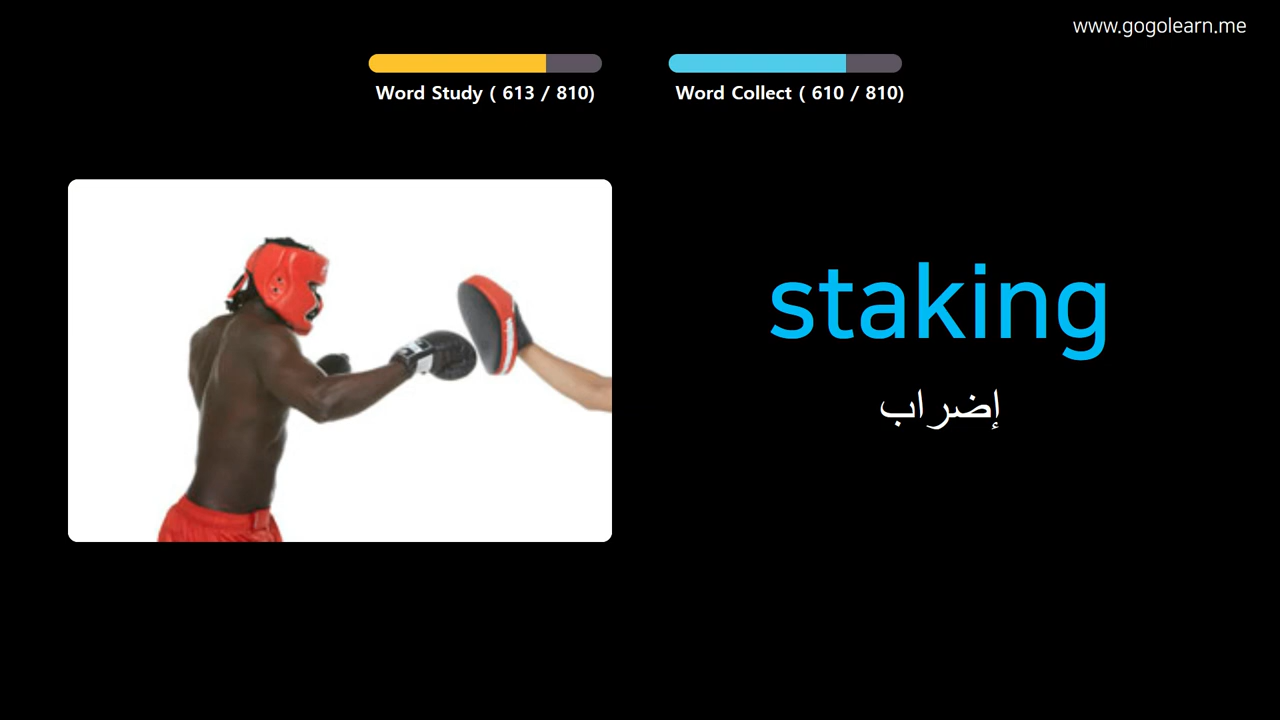 www.gogolearn.me
Word Study ( 613 / 810)
Word Collect ( 610 / 810)
staking
إضراب